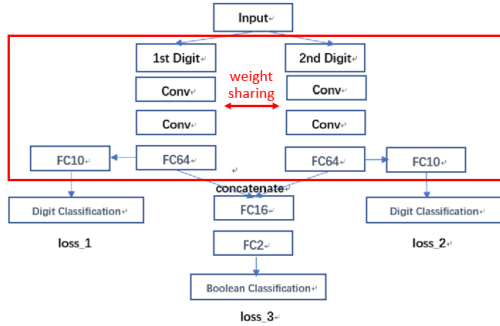 Input
1st Digit
2nd Digit
weight
sharing
Conv
Conv
Conv
Conv
FC10
FC64
FC64
FC10
concatenate
Digit Classification
FC16
Digit Classification
loss_1
FC2
loss_2
Boolean Classification
loss_3